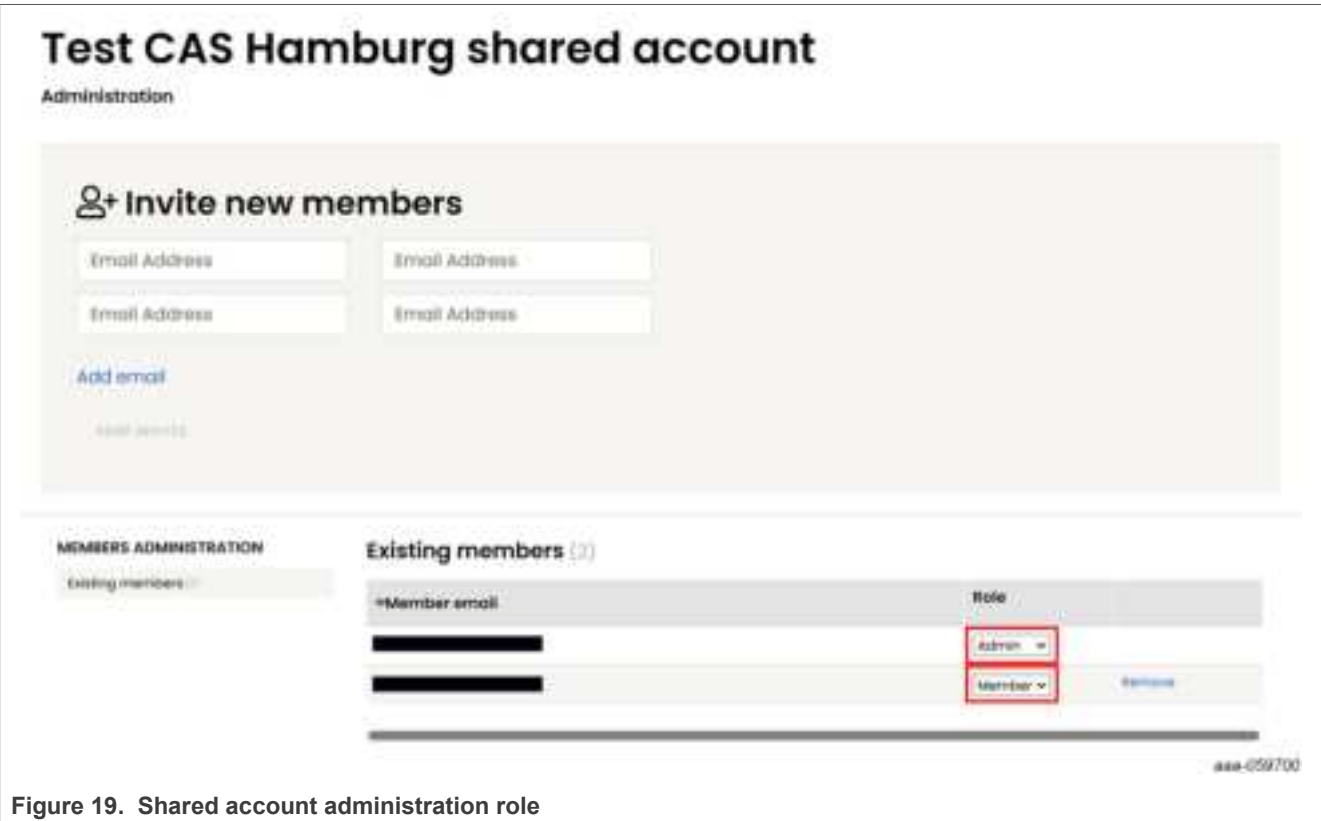 Test CAS Hamburg shared account
Administration
Invite new members
Email Address
Email Address
Email Address
Email Address
Add email
MEMBERS ADMINISTRATION
Existing members
Existing members (2)
Member email
Role
Admin
Member
Remove
aaa-059700
Figure 19. Shared account administration role